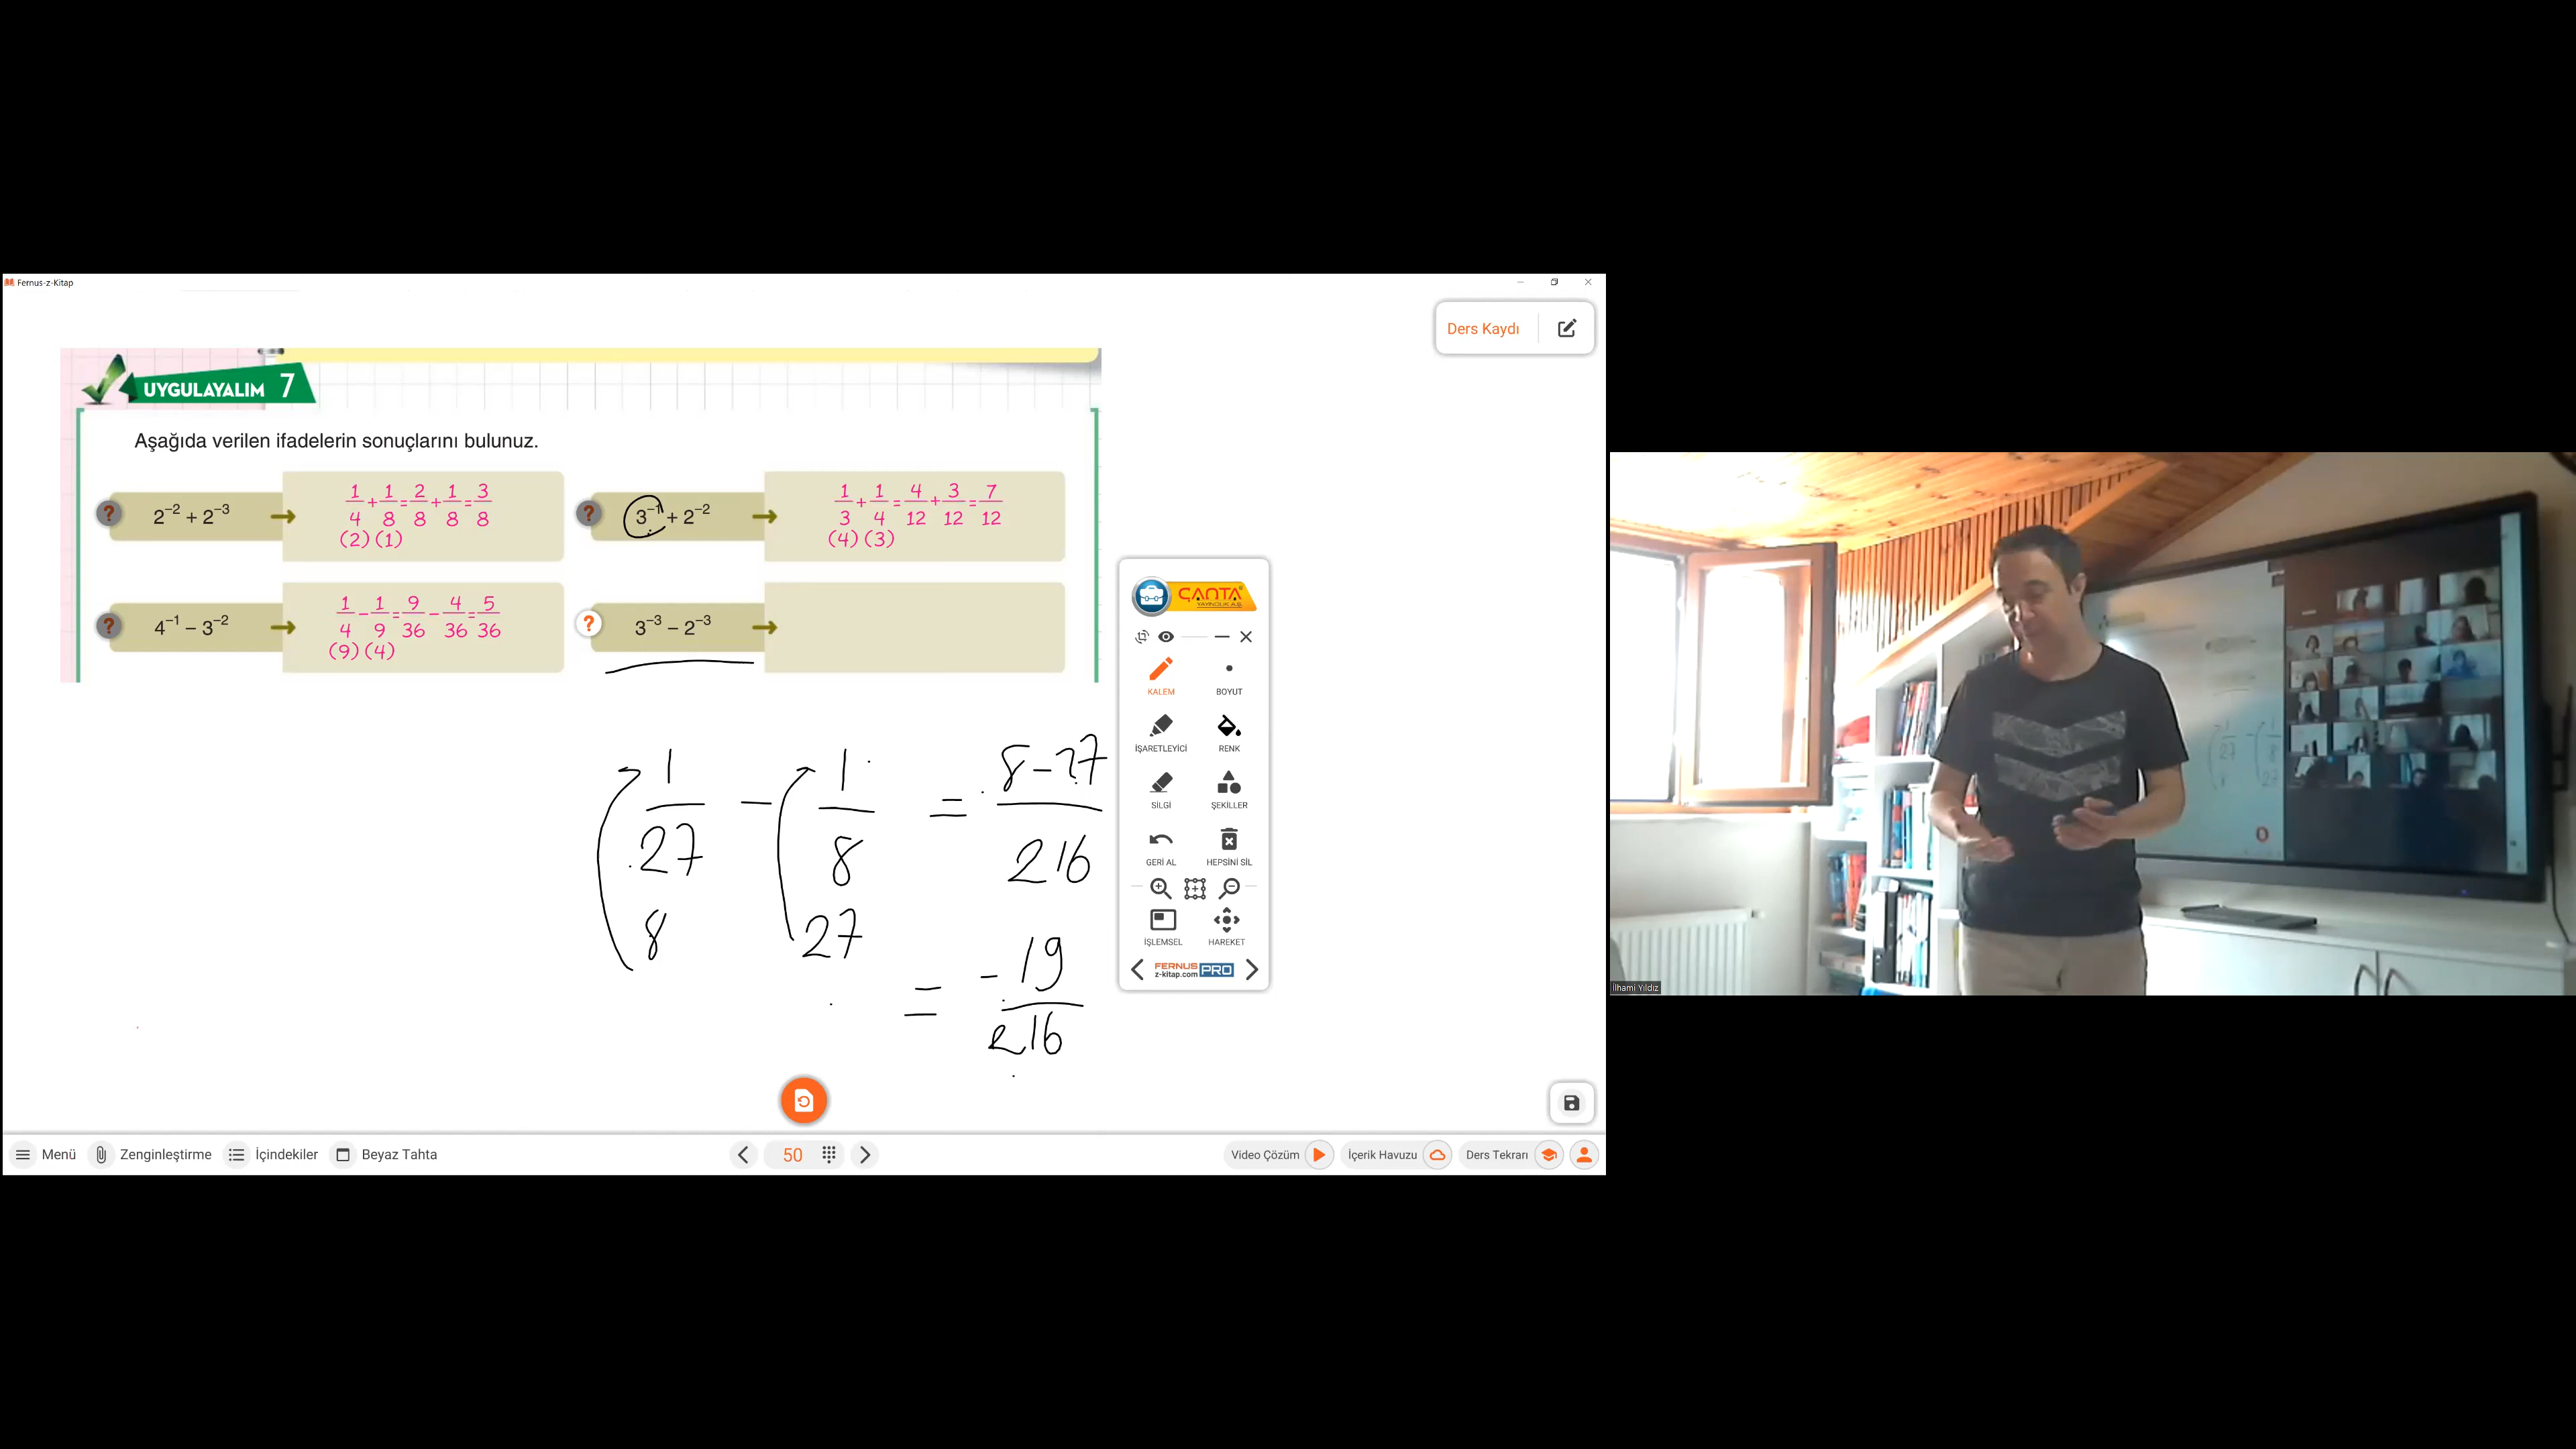 Fernus-z-Kitap
Ders Kaydı
UYGULAYALIM 7
Aşağıda verilen ifadelerin sonuçlarını bulunuz.
? 2⁻² + 2⁻³ → 1/4 + 1/8 = 2/8 + 1/8 = 3/8
(2) (1)
? 3⁻¹ + 2⁻² → 1/3 + 1/4 = 4/12 + 3/12 = 7/12
(4) (3)
? 4⁻¹ − 3⁻² → 1/4 − 1/9 = 9/36 − 4/36 = 5/36
(9) (4)
? 3⁻³ − 2⁻³ →
1/27 − 1/8 = 8−27/216
8 27
= −19/216
ÇANTA
YAYINCILIK A.Ş.
KALEM BOYUT
İŞARETLEYİCİ RENK
SİLGİ ŞEKİLLER
GERİ AL HEPSİNİ SİL
İŞLEMSEL HAREKET
FERNUS
z-kitap.com PRO
Menü Zenginleştirme İçindekiler Beyaz Tahta
50
Video Çözüm İçerik Havuzu Ders Tekrarı
İlhami Yıldız